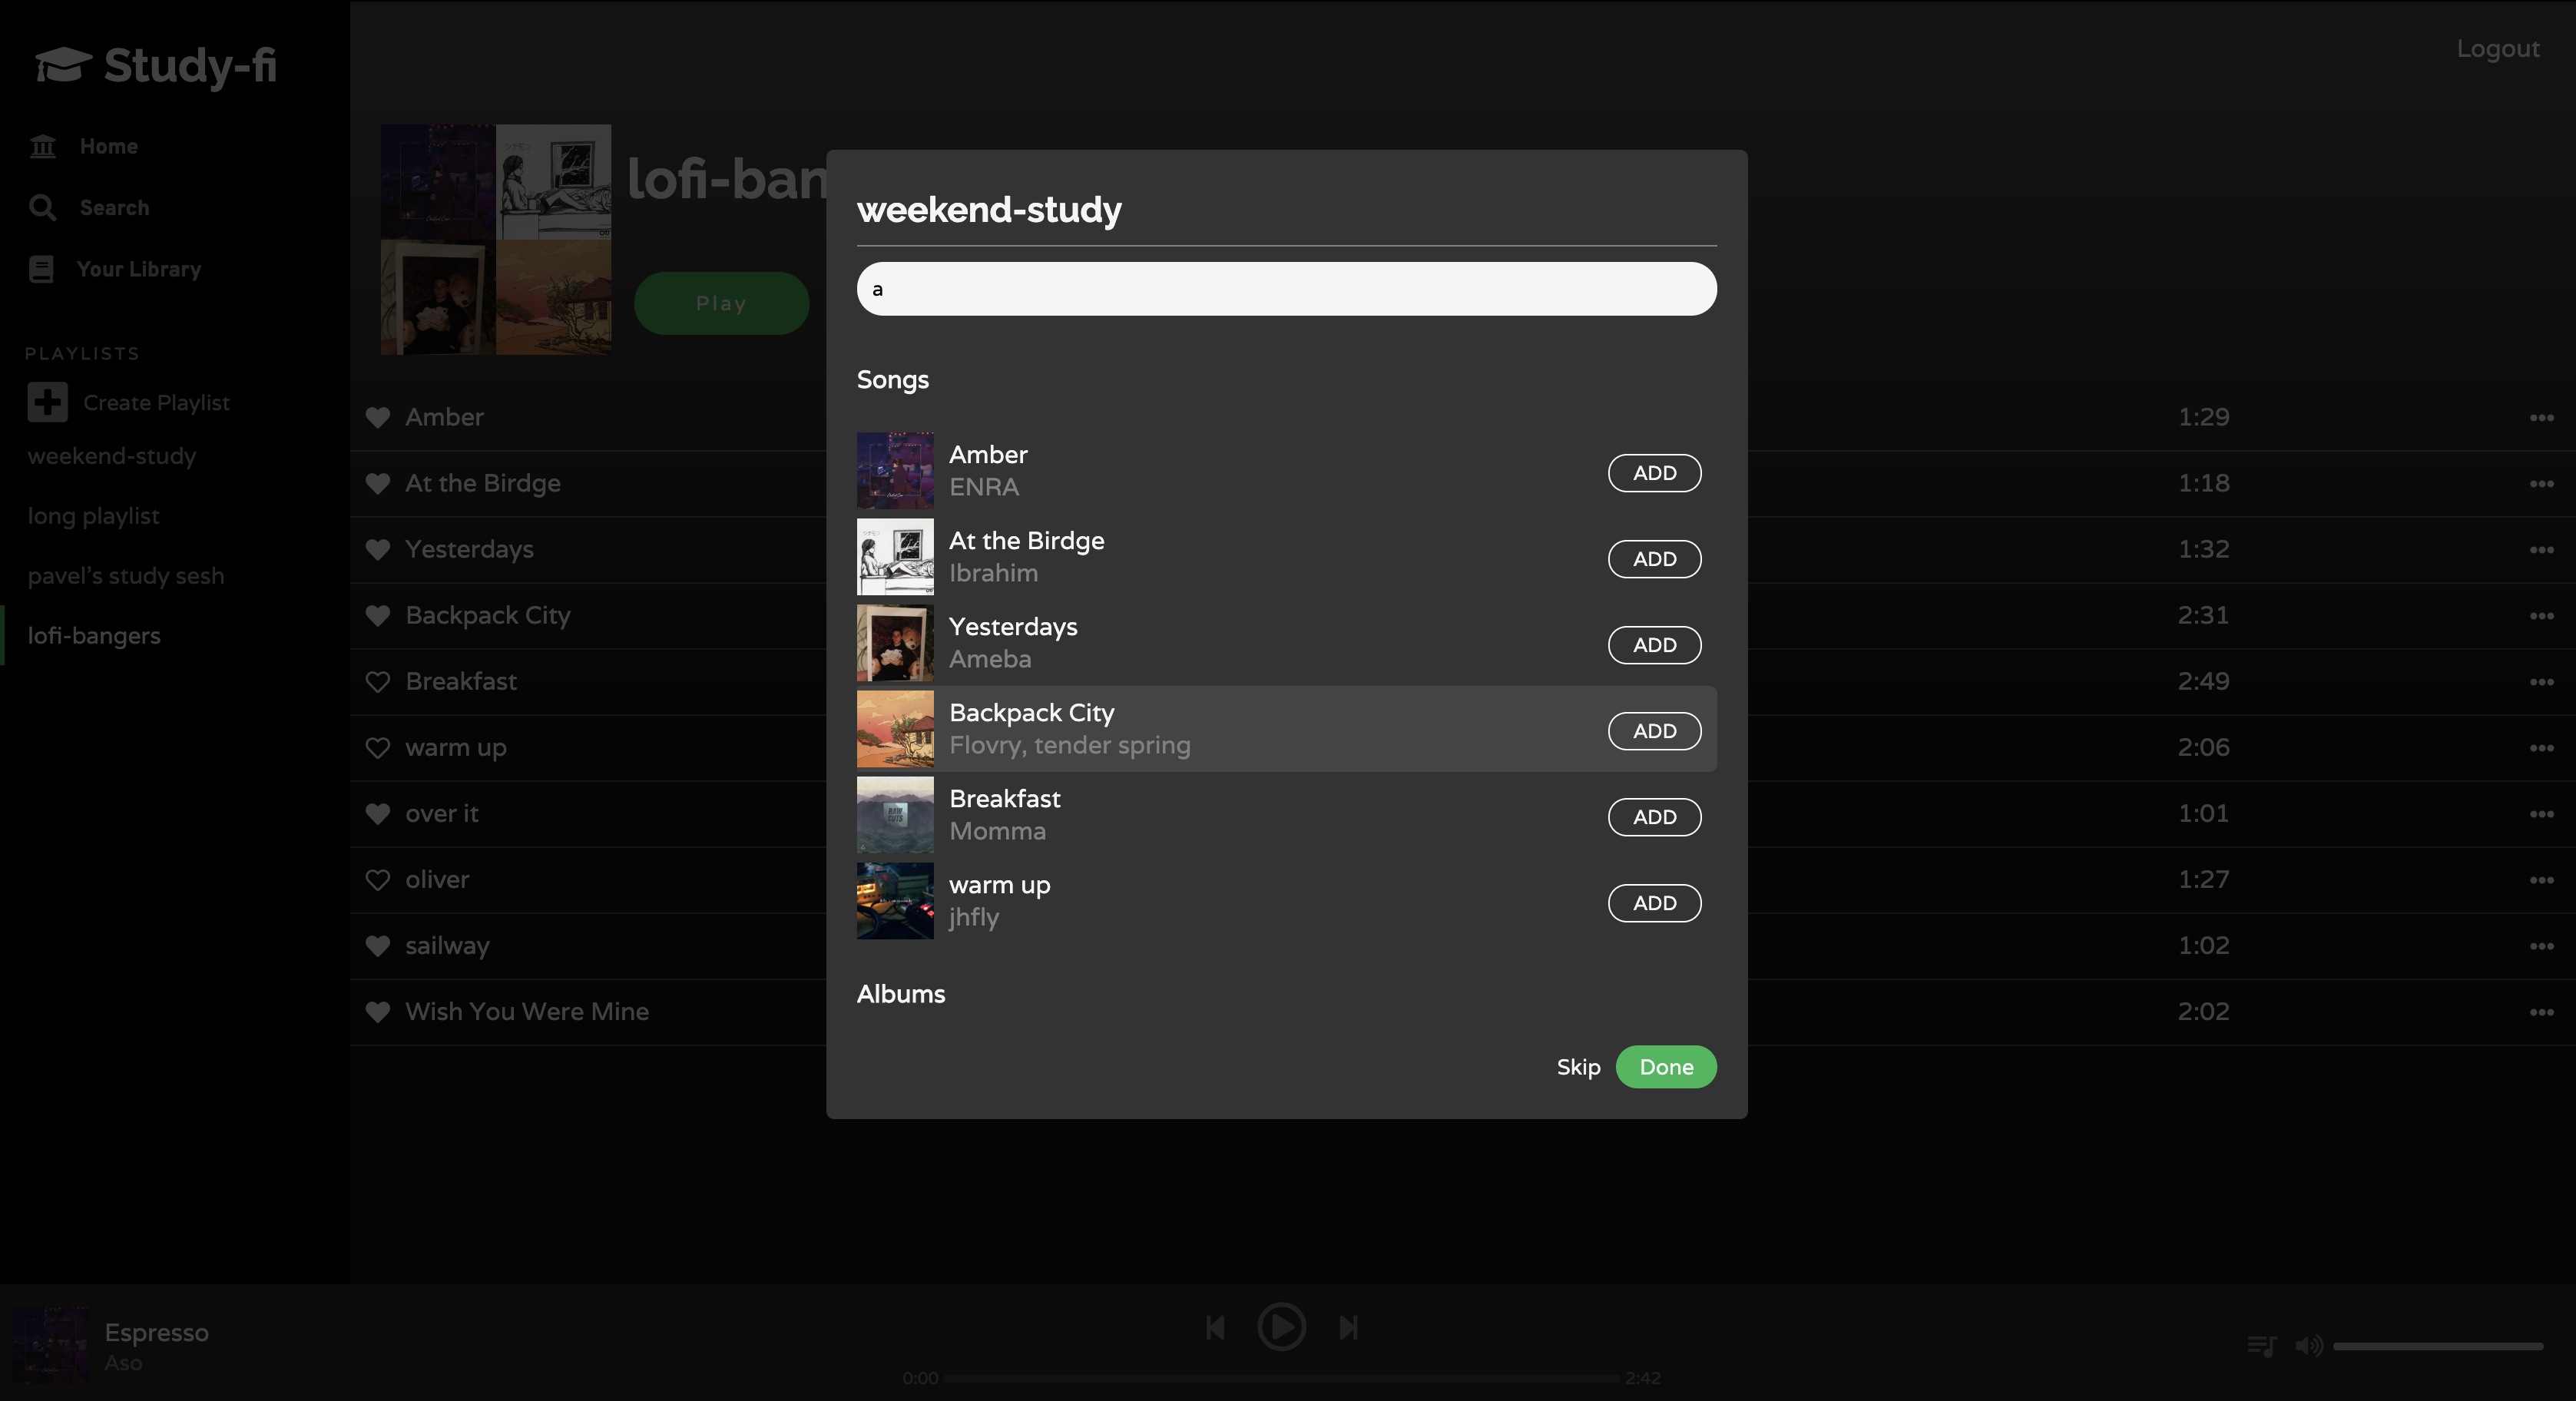 Study-fi
Logout
Home
Search
Your Library
PLAYLISTS
Create Playlist
weekend-study
long playlist
pavel's study sesh
lofi-bangers
lofi-ban
Play
Amber 1:29
At the Birdge 1:18
Yesterdays 1:32
Backpack City 2:31
Breakfast 2:49
warm up 2:06
over it 1:01
oliver 1:27
sailway 1:02
Wish You Were Mine 2:02
weekend-study
a
Songs
Amber
ENRA
ADD
At the Birdge
Ibrahim
ADD
Yesterdays
Ameba
ADD
Backpack City
Flovry, tender spring
ADD
Breakfast
Momma
ADD
warm up
jhfly
ADD
Albums
Skip Done
Espresso
Aso
0:00 2:42